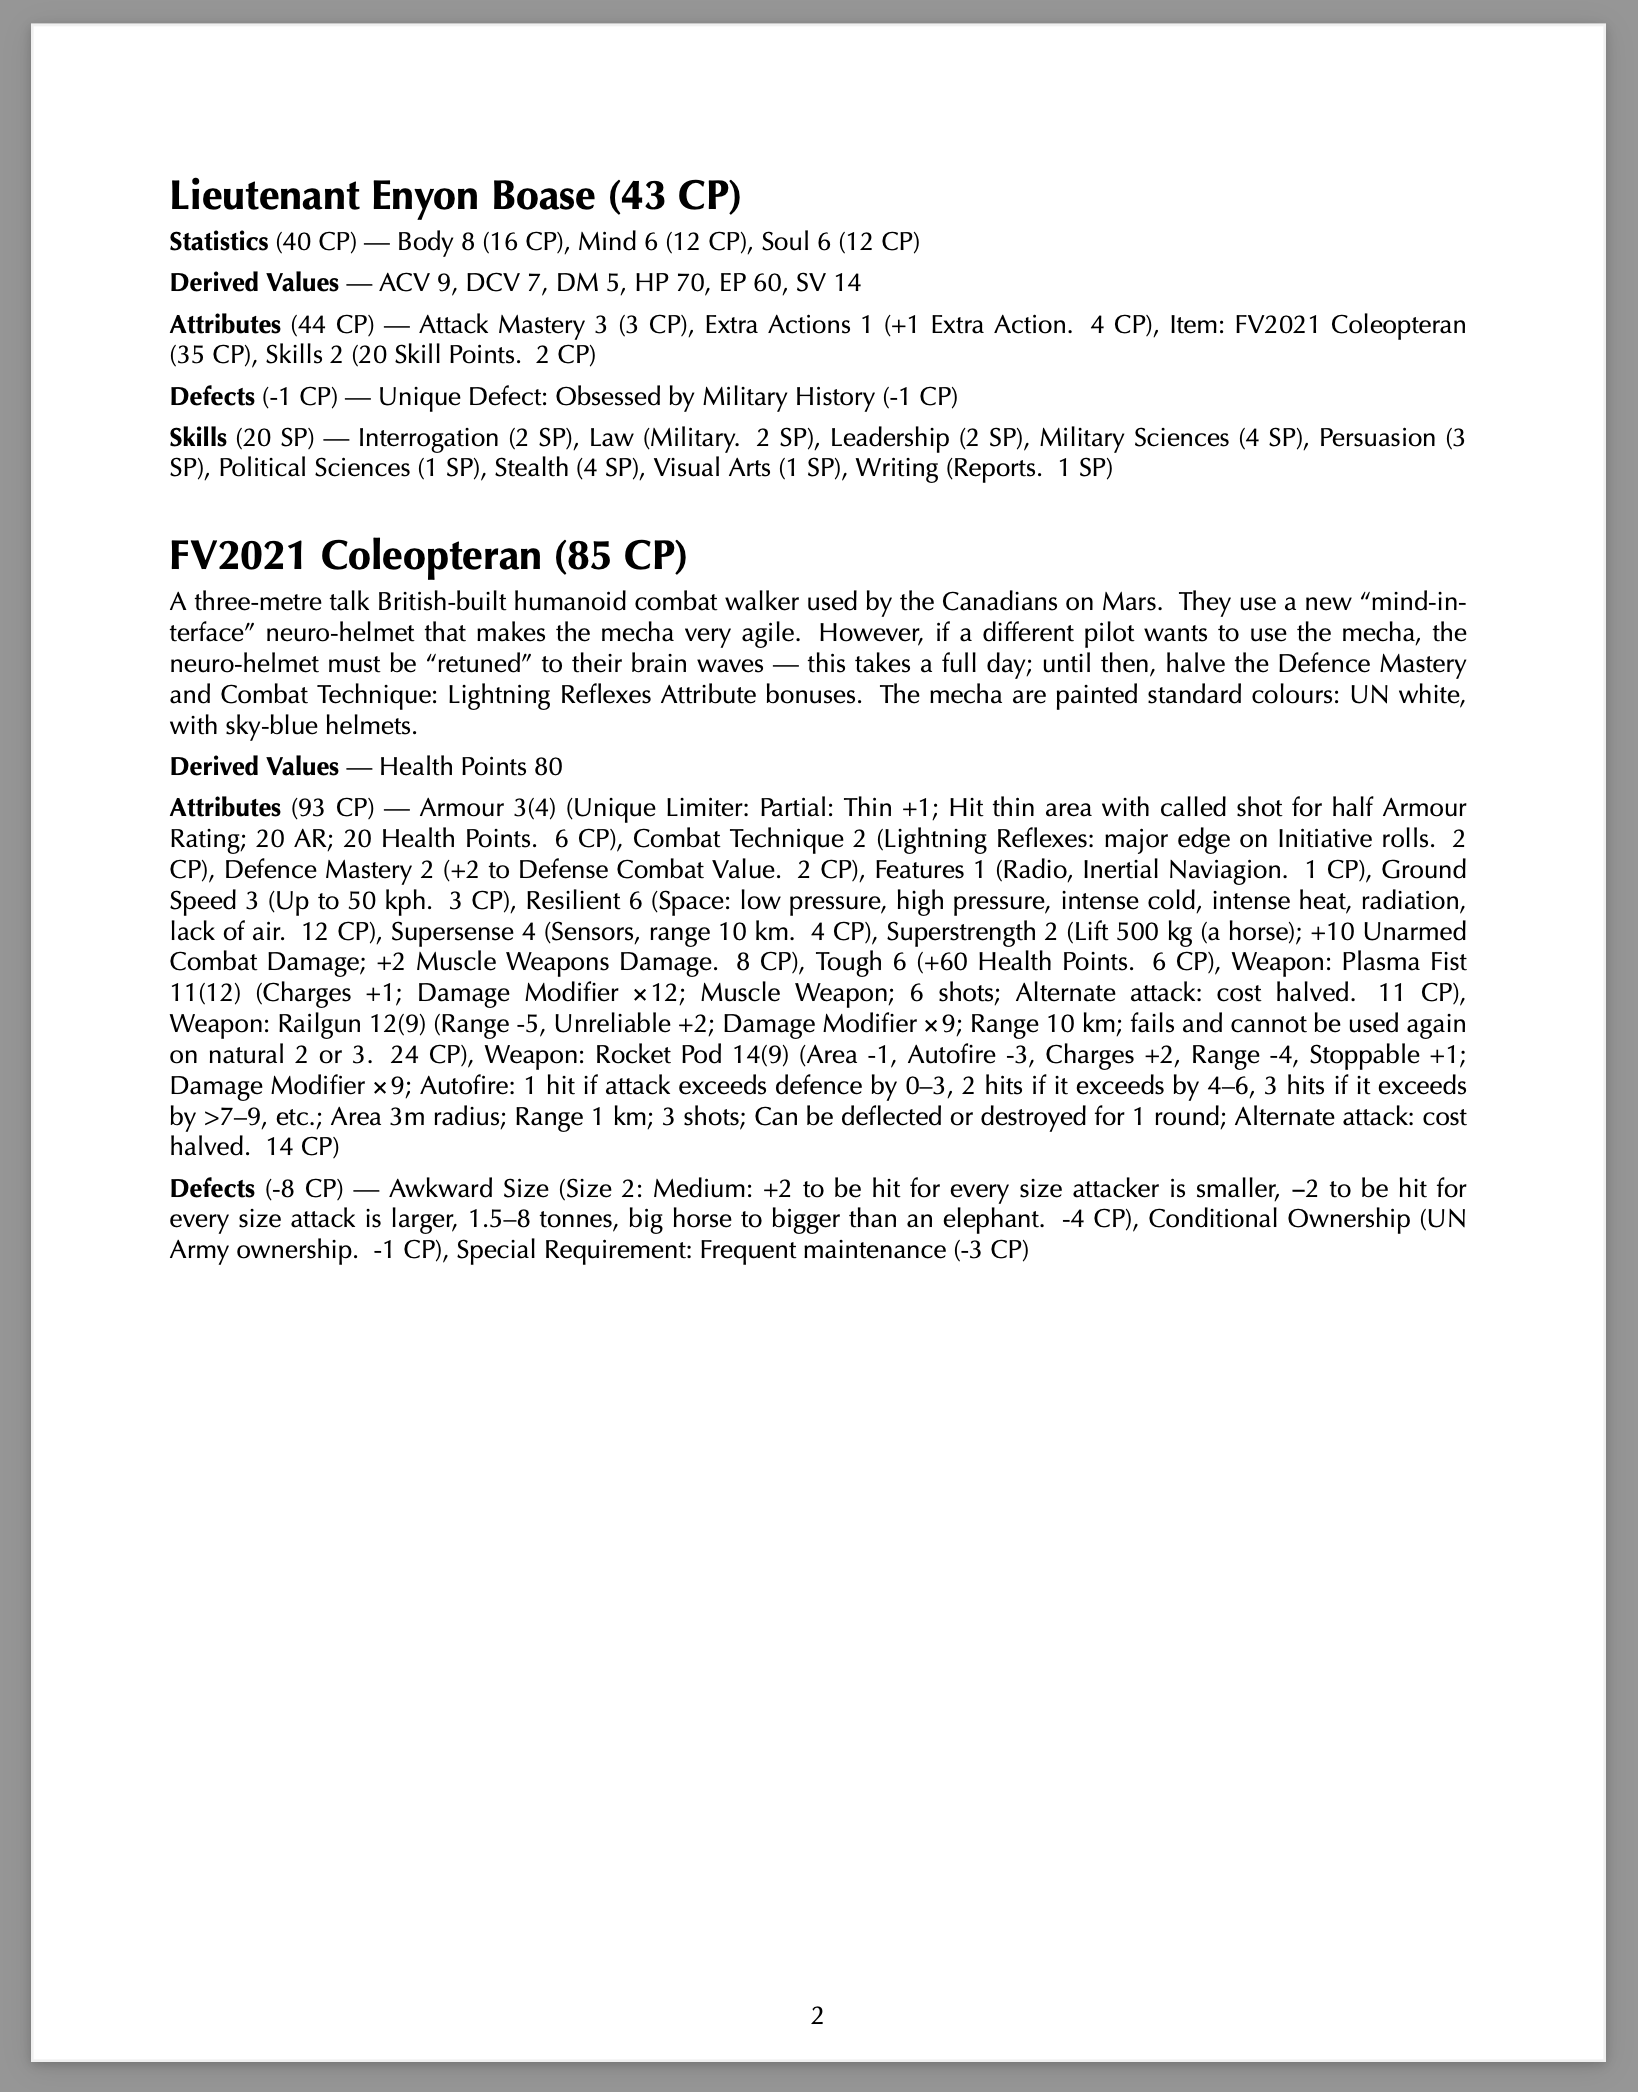 Lieutenant Enyon Boase (43 CP)
Statistics (40 CP) — Body 8 (16 CP), Mind 6 (12 CP), Soul 6 (12 CP)
Derived Values — ACV 9, DCV 7, DM 5, HP 70, EP 60, SV 14
Attributes (44 CP) — Attack Mastery 3 (3 CP), Extra Actions 1 (+1 Extra Action.  4 CP), Item: FV2021 Coleopteran
(35 CP), Skills 2 (20 Skill Points.  2 CP)
Defects (-1 CP) — Unique Defect: Obsessed by Military History (-1 CP)
Skills (20 SP) — Interrogation (2 SP), Law (Military.  2 SP), Leadership (2 SP), Military Sciences (4 SP), Persuasion (3
SP), Political Sciences (1 SP), Stealth (4 SP), Visual Arts (1 SP), Writing (Reports.  1 SP)
FV2021 Coleopteran (85 CP)
A three-metre talk British-built humanoid combat walker used by the Canadians on Mars.  They use a new “mind-in-
terface” neuro-helmet that makes the mecha very agile.  However, if a different pilot wants to use the mecha, the
neuro-helmet must be “retuned” to their brain waves — this takes a full day; until then, halve the Defence Mastery
and Combat Technique: Lightning Reflexes Attribute bonuses.  The mecha are painted standard colours: UN white,
with sky-blue helmets.
Derived Values — Health Points 80
Attributes (93 CP) — Armour 3(4) (Unique Limiter: Partial: Thin +1; Hit thin area with called shot for half Armour
Rating; 20 AR; 20 Health Points.  6 CP), Combat Technique 2 (Lightning Reflexes: major edge on Initiative rolls.  2
CP), Defence Mastery 2 (+2 to Defense Combat Value.  2 CP), Features 1 (Radio, Inertial Naviagion.  1 CP), Ground
Speed 3 (Up to 50 kph.  3 CP), Resilient 6 (Space: low pressure, high pressure, intense cold, intense heat, radiation,
lack of air.  12 CP), Supersense 4 (Sensors, range 10 km.  4 CP), Superstrength 2 (Lift 500 kg (a horse); +10 Unarmed
Combat Damage; +2 Muscle Weapons Damage.  8 CP), Tough 6 (+60 Health Points.  6 CP), Weapon: Plasma Fist
11(12) (Charges +1; Damage Modifier ×12; Muscle Weapon; 6 shots; Alternate attack: cost halved.  11 CP),
Weapon: Railgun 12(9) (Range -5, Unreliable +2; Damage Modifier ×9; Range 10 km; fails and cannot be used again
on natural 2 or 3.  24 CP), Weapon: Rocket Pod 14(9) (Area -1, Autofire -3, Charges +2, Range -4, Stoppable +1;
Damage Modifier ×9; Autofire: 1 hit if attack exceeds defence by 0–3, 2 hits if it exceeds by 4–6, 3 hits if it exceeds
by >7–9, etc.; Area 3m radius; Range 1 km; 3 shots; Can be deflected or destroyed for 1 round; Alternate attack: cost
halved.  14 CP)
Defects (-8 CP) — Awkward Size (Size 2: Medium: +2 to be hit for every size attacker is smaller, −2 to be hit for
every size attack is larger, 1.5–8 tonnes, big horse to bigger than an elephant.  -4 CP), Conditional Ownership (UN
Army ownership.  -1 CP), Special Requirement: Frequent maintenance (-3 CP)
2